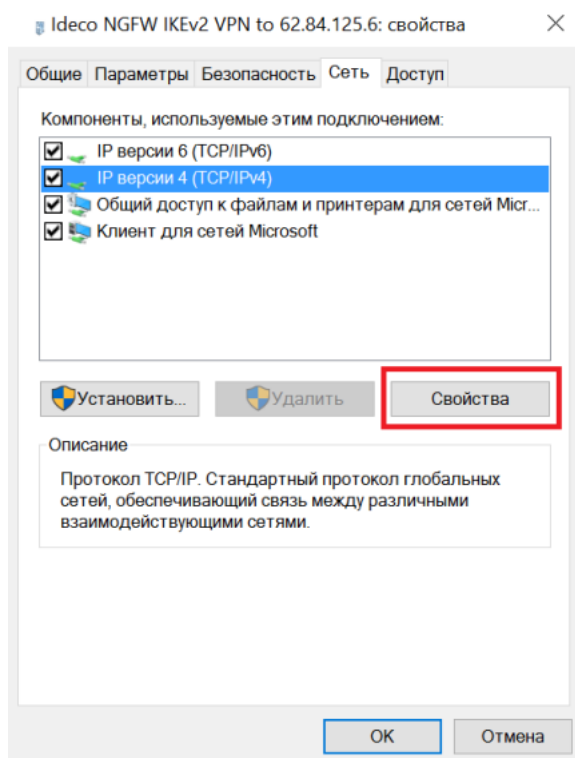 Ideco NGFW IKEv2 VPN to 62.84.125.6: свойства
Общие Параметры Безопасность Сеть Доступ
Компоненты, используемые этим подключением:
IP версии 6 (TCP/IPv6)
IP версии 4 (TCP/IPv4)
Общий доступ к файлам и принтерам для сетей Micr...
Клиент для сетей Microsoft
Установить... Удалить Свойства
Описание
Протокол TCP/IP. Стандартный протокол глобальных
сетей, обеспечивающий связь между различными
взаимодействующими сетями.
OK Отмена